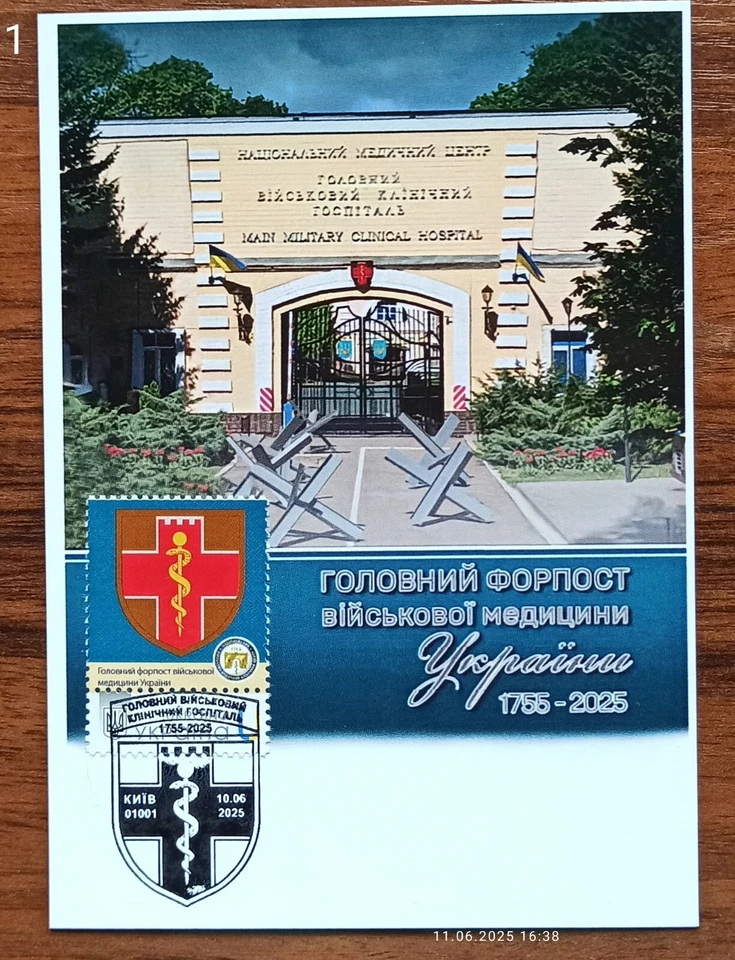 1
НАЦІОНАЛЬНИЙ МЕДИЧНИЙ ЦЕНТР
ГОЛОВНИЙ
ВІЙСЬКОВИЙ КЛІНІЧНИЙ
ГОСПІТАЛЬ
MAIN MILITARY CLINICAL HOSPITAL
ГОЛОВНИЙ ФОРПОСТ
ВІЙСЬКОВОЇ МЕДИЦИНИ
України
1755 - 2025
Головний форпост військової
медицини України
ГОЛОВНИЙ ВІЙСЬКОВИЙ
КЛІНІЧНИЙ ГОСПІТАЛЬ
1755-2025
КИЇВ
01001
10.06
2025
11.06.2025 16:38